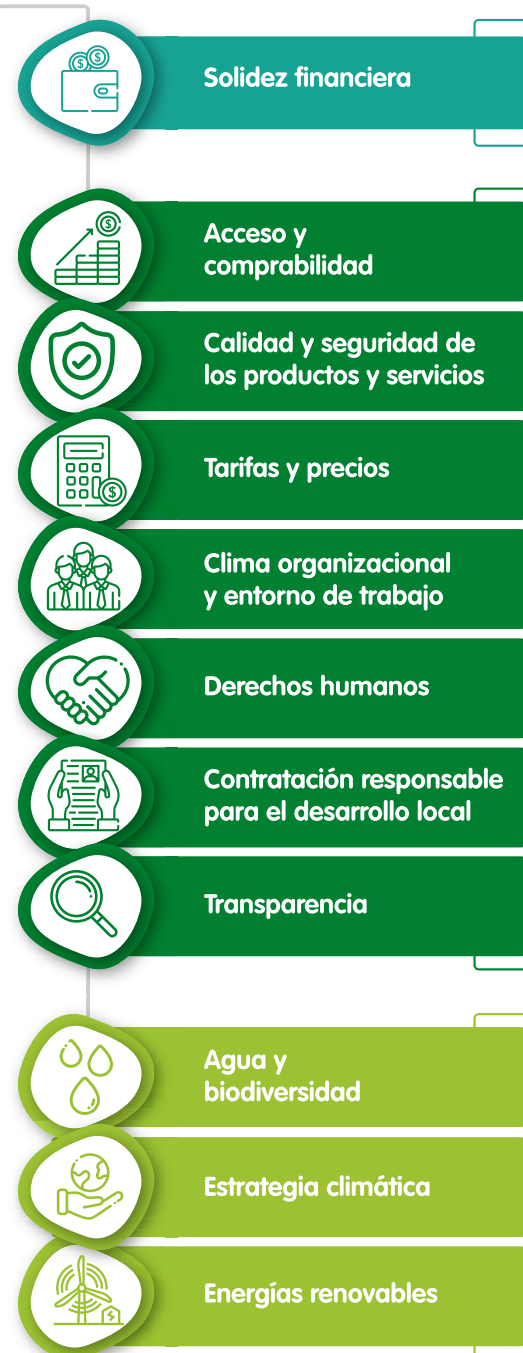 Solidez financiera
Acceso y
comprabilidad
Calidad y seguridad de
los productos y servicios
Tarifas y precios
Clima organizacional
y entorno de trabajo
Derechos humanos
Contratación responsable
para el desarrollo local
Transparencia
Agua y
biodiversidad
Estrategia climática
Energías renovables